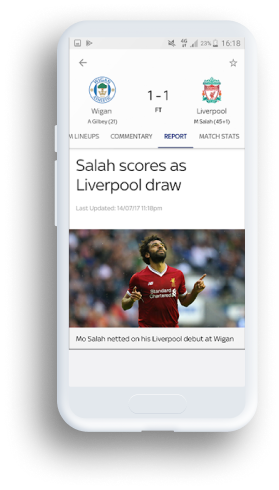 4G 23% 16:18
1-1
Wigan FT Liverpool
A Gilbey (21) M Salah (45+1)
M LINEUPS COMMENTARY REPORT MATCH STATS
Salah scores as
Liverpool draw
Last Updated: 14/07/17 11:18pm
Standard
Chartered
Mo Salah netted on his Liverpool debut at Wigan